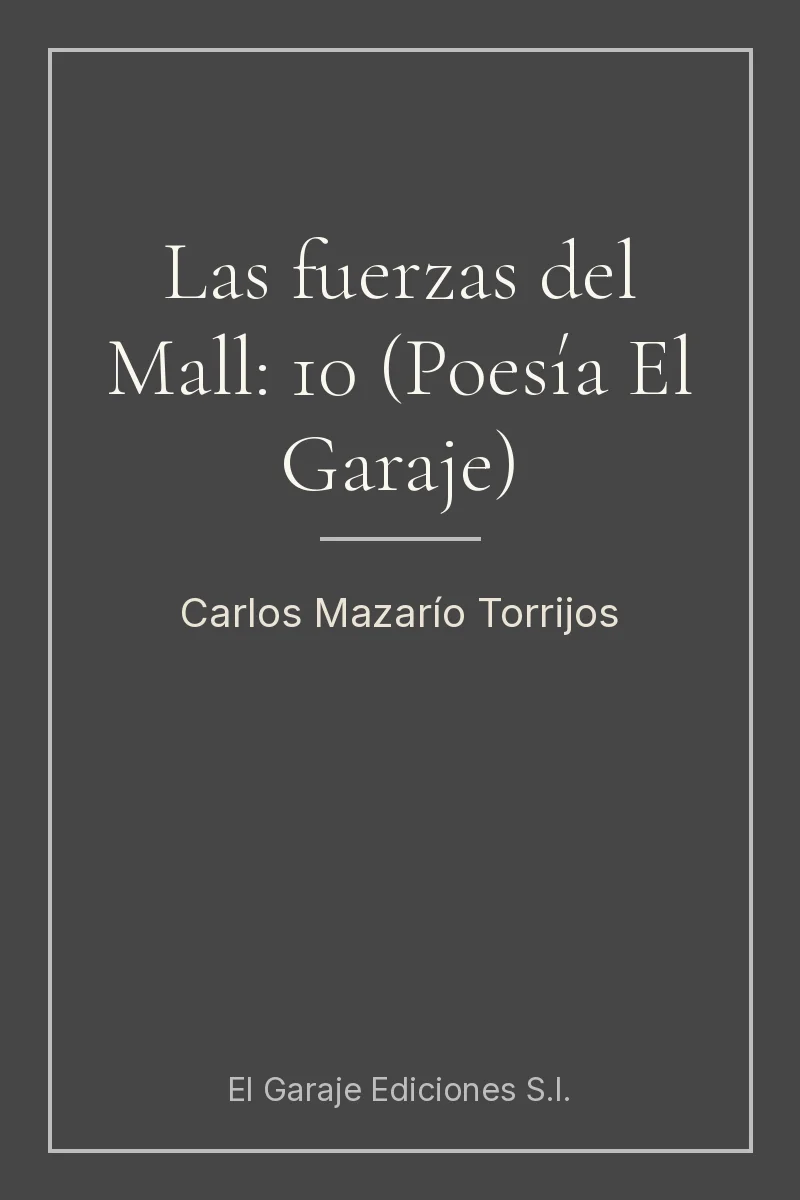 Las fuerzas del
Mall: 10 (Poesía El
Garaje)
Carlos Mazarío Torrijos
El Garaje Ediciones S.l.